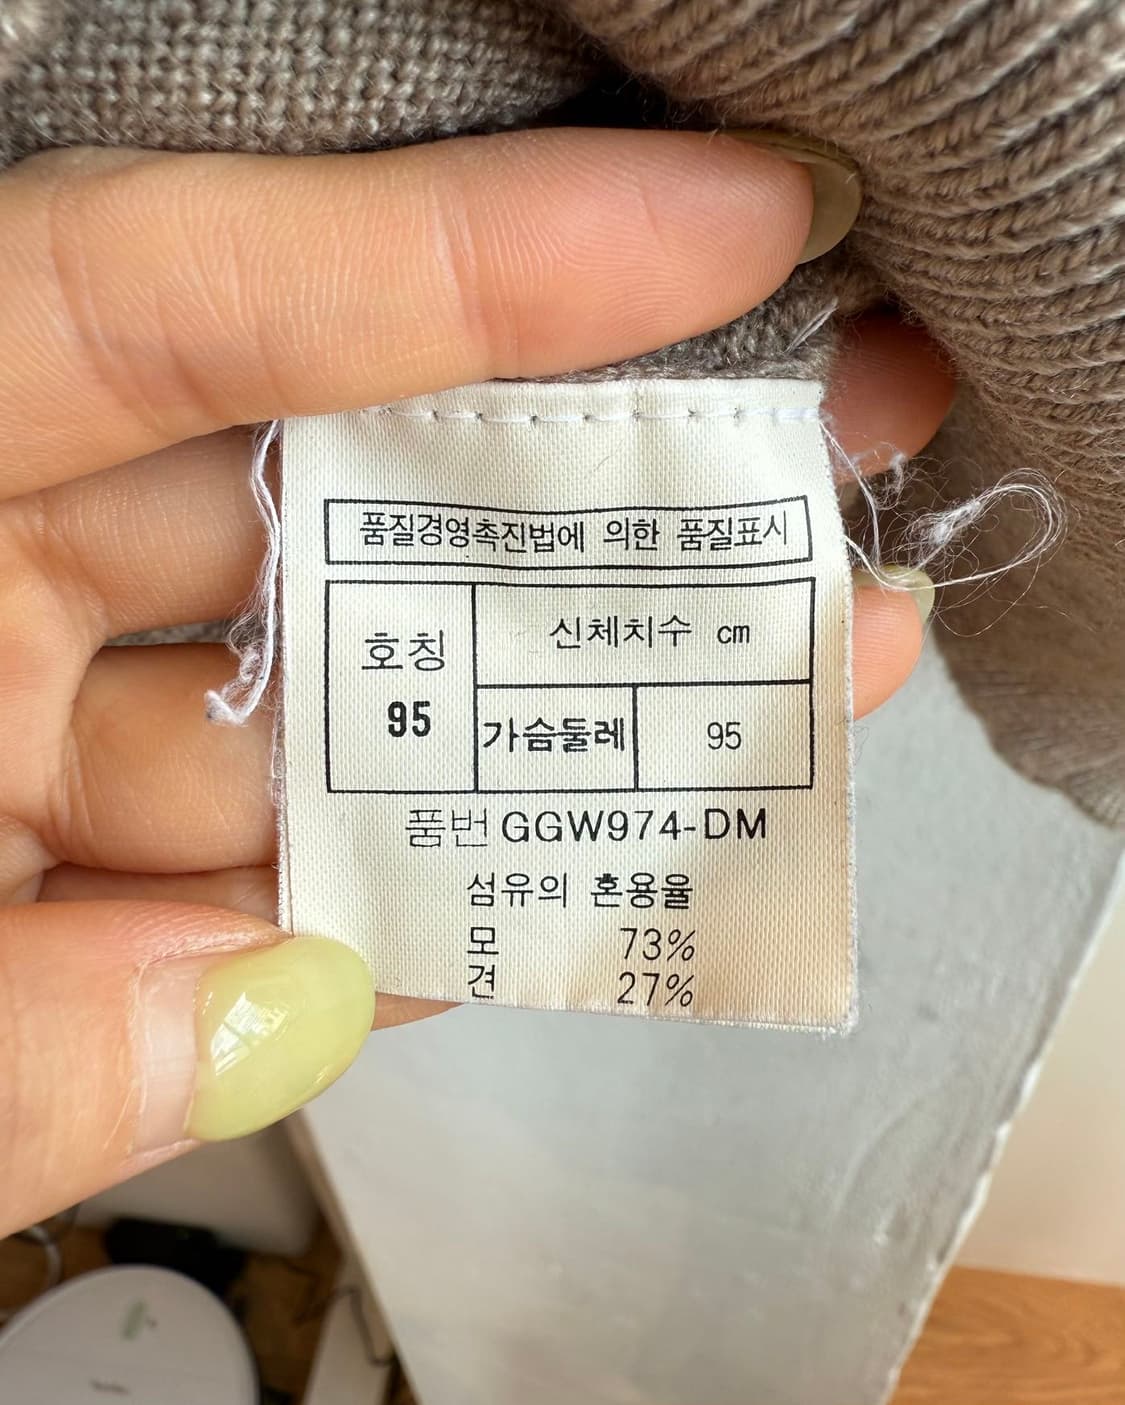 품질경영촉진법에 의한 품질표시
호칭
95
신체치수 cm
가슴둘레 95
품번 GGW974-DM
섬유의 혼용율
모 73%
견 27%